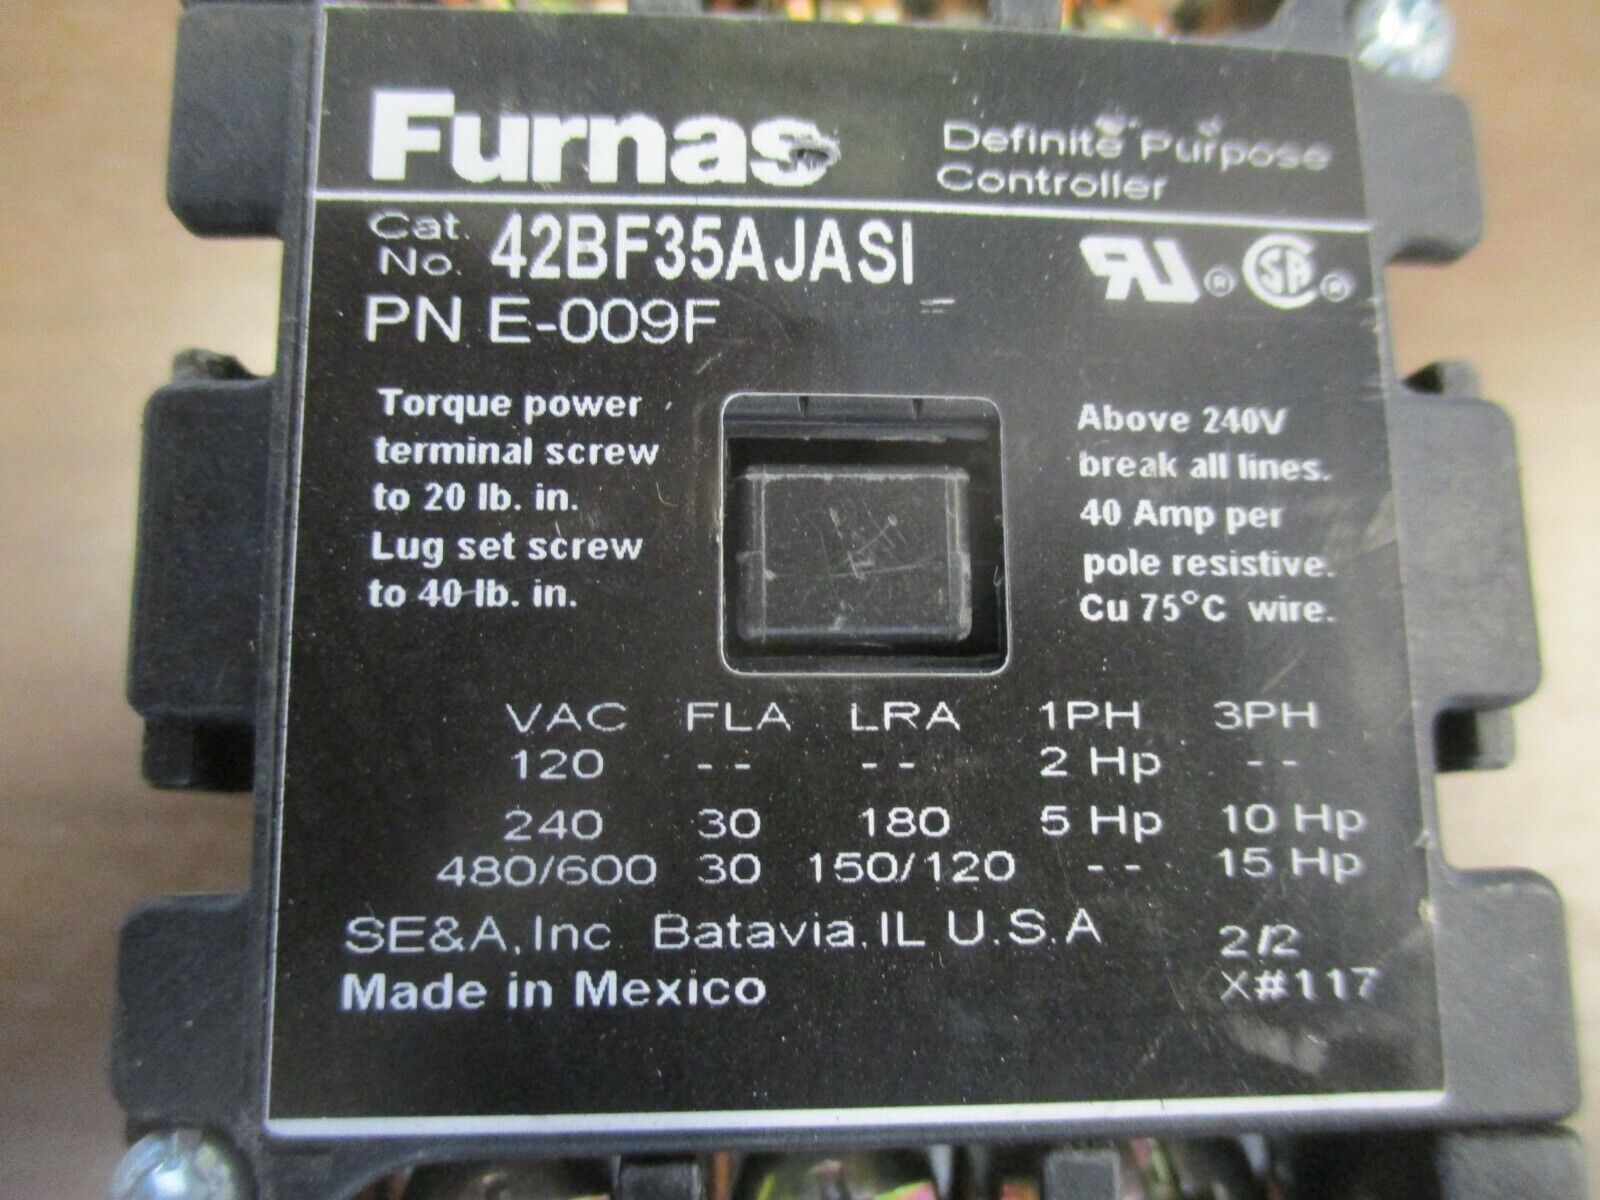 Furnas
Definite Purpose
Controller
Cat.
No. 42BF35AJASI
PN E-009F
UR ® SA ®
Torque power
terminal screw
to 20 lb. in.
Lug set screw
to 40 lb. in.
Above 240V
break all lines.
40 Amp per
pole resistive.
Cu 75°C wire.
VAC FLA LRA 1PH 3PH
120 -- -- 2 Hp --
240 30 180 5 Hp 10 Hp
480/600 30 150/120 -- 15 Hp
SE&A, Inc. Batavia, IL U.S.A
2/2
Made in Mexico
X#117